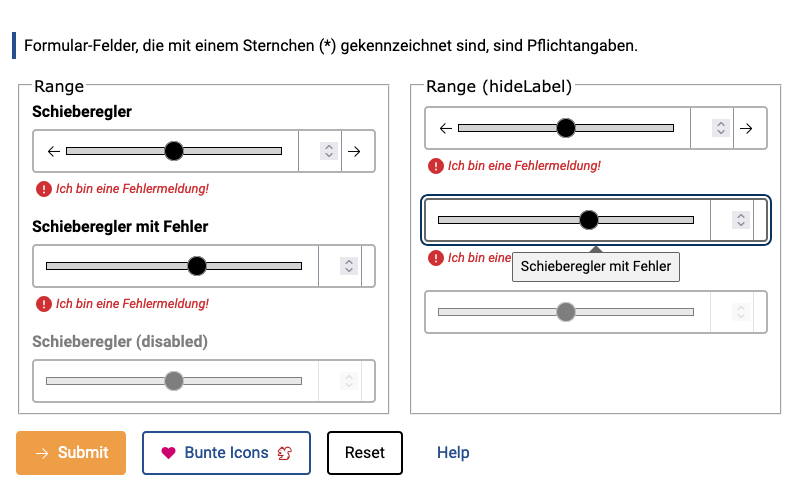 Formular-Felder, die mit einem Sternchen (*) gekennzeichnet sind, sind Pflichtangaben.
Range
Schieberegler
Ich bin eine Fehlermeldung!
Schieberegler mit Fehler
Ich bin eine Fehlermeldung!
Schieberegler (disabled)
Range (hideLabel)
Ich bin eine Fehlermeldung!
Ich bin eine
Schieberegler mit Fehler
Submit
Bunte Icons
Reset
Help